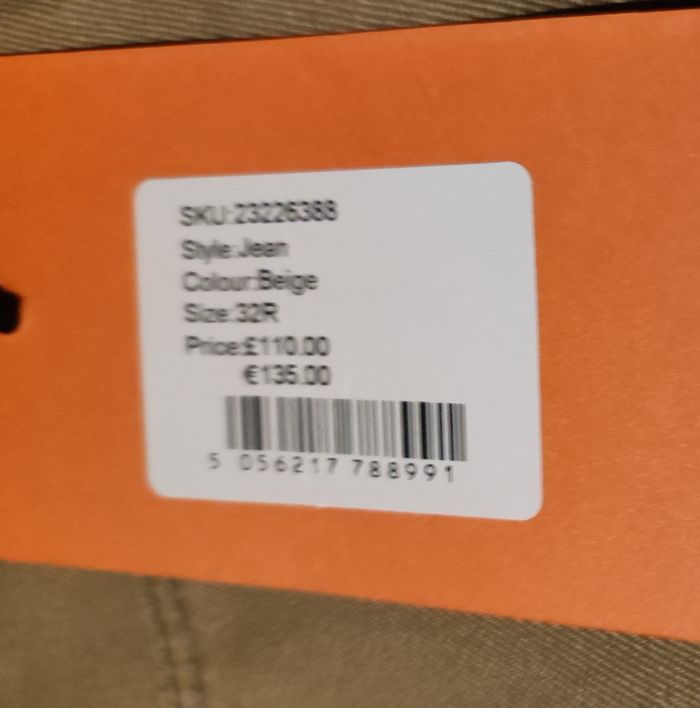 SKU:23226388
Style:Jean
Colour:Beige
Size:32R
Price:£110.00
€135.00
5 056217 788991